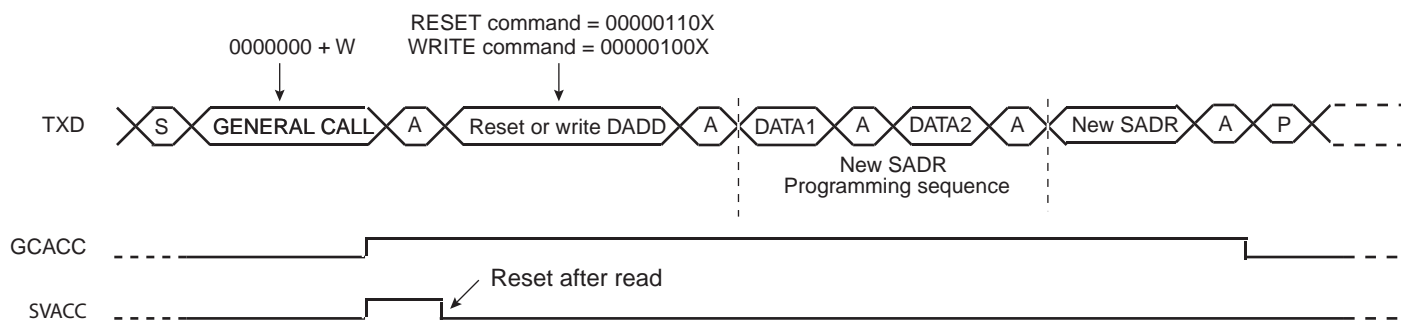 RESET command = 00000110X
0000000 + W WRITE command = 00000100X
TXD S GENERAL CALL A Reset or write DADD A DATA1 A DATA2 A New SADR A P
New SADR
Programming sequence
GCACC
Reset after read
SVACC